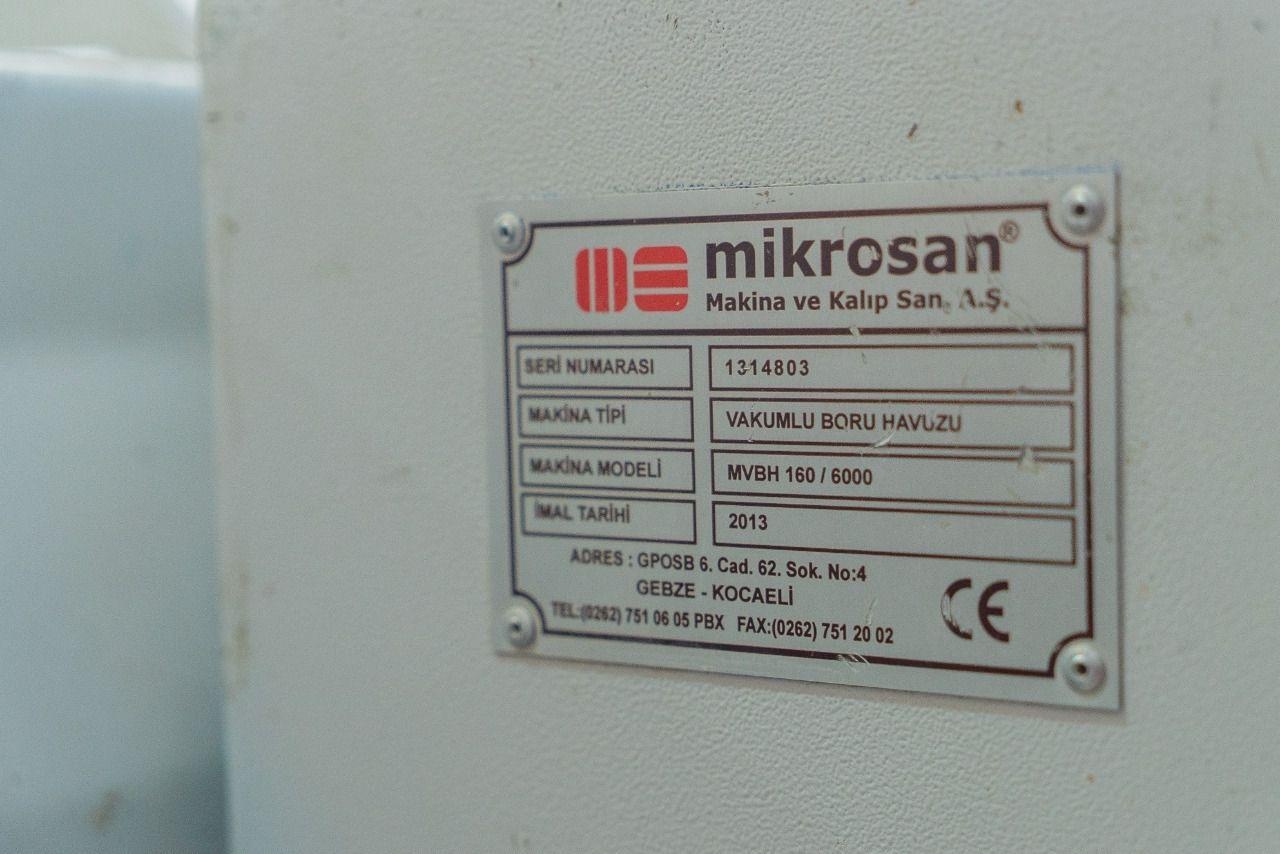 mikrosan®
Makina ve Kalıp San. A.Ş.
SERİ NUMARASI 1314803
MAKİNA TİPİ VAKUMLU BORU HAVUZU
MAKİNA MODELİ MVBH 160 / 6000
İMAL TARİHİ 2013
ADRES : GPOSB 6. Cad. 62. Sok. No:4
GEBZE - KOCAELİ
TEL:(0262) 751 06 05 PBX FAX:(0262) 751 20 02
CE